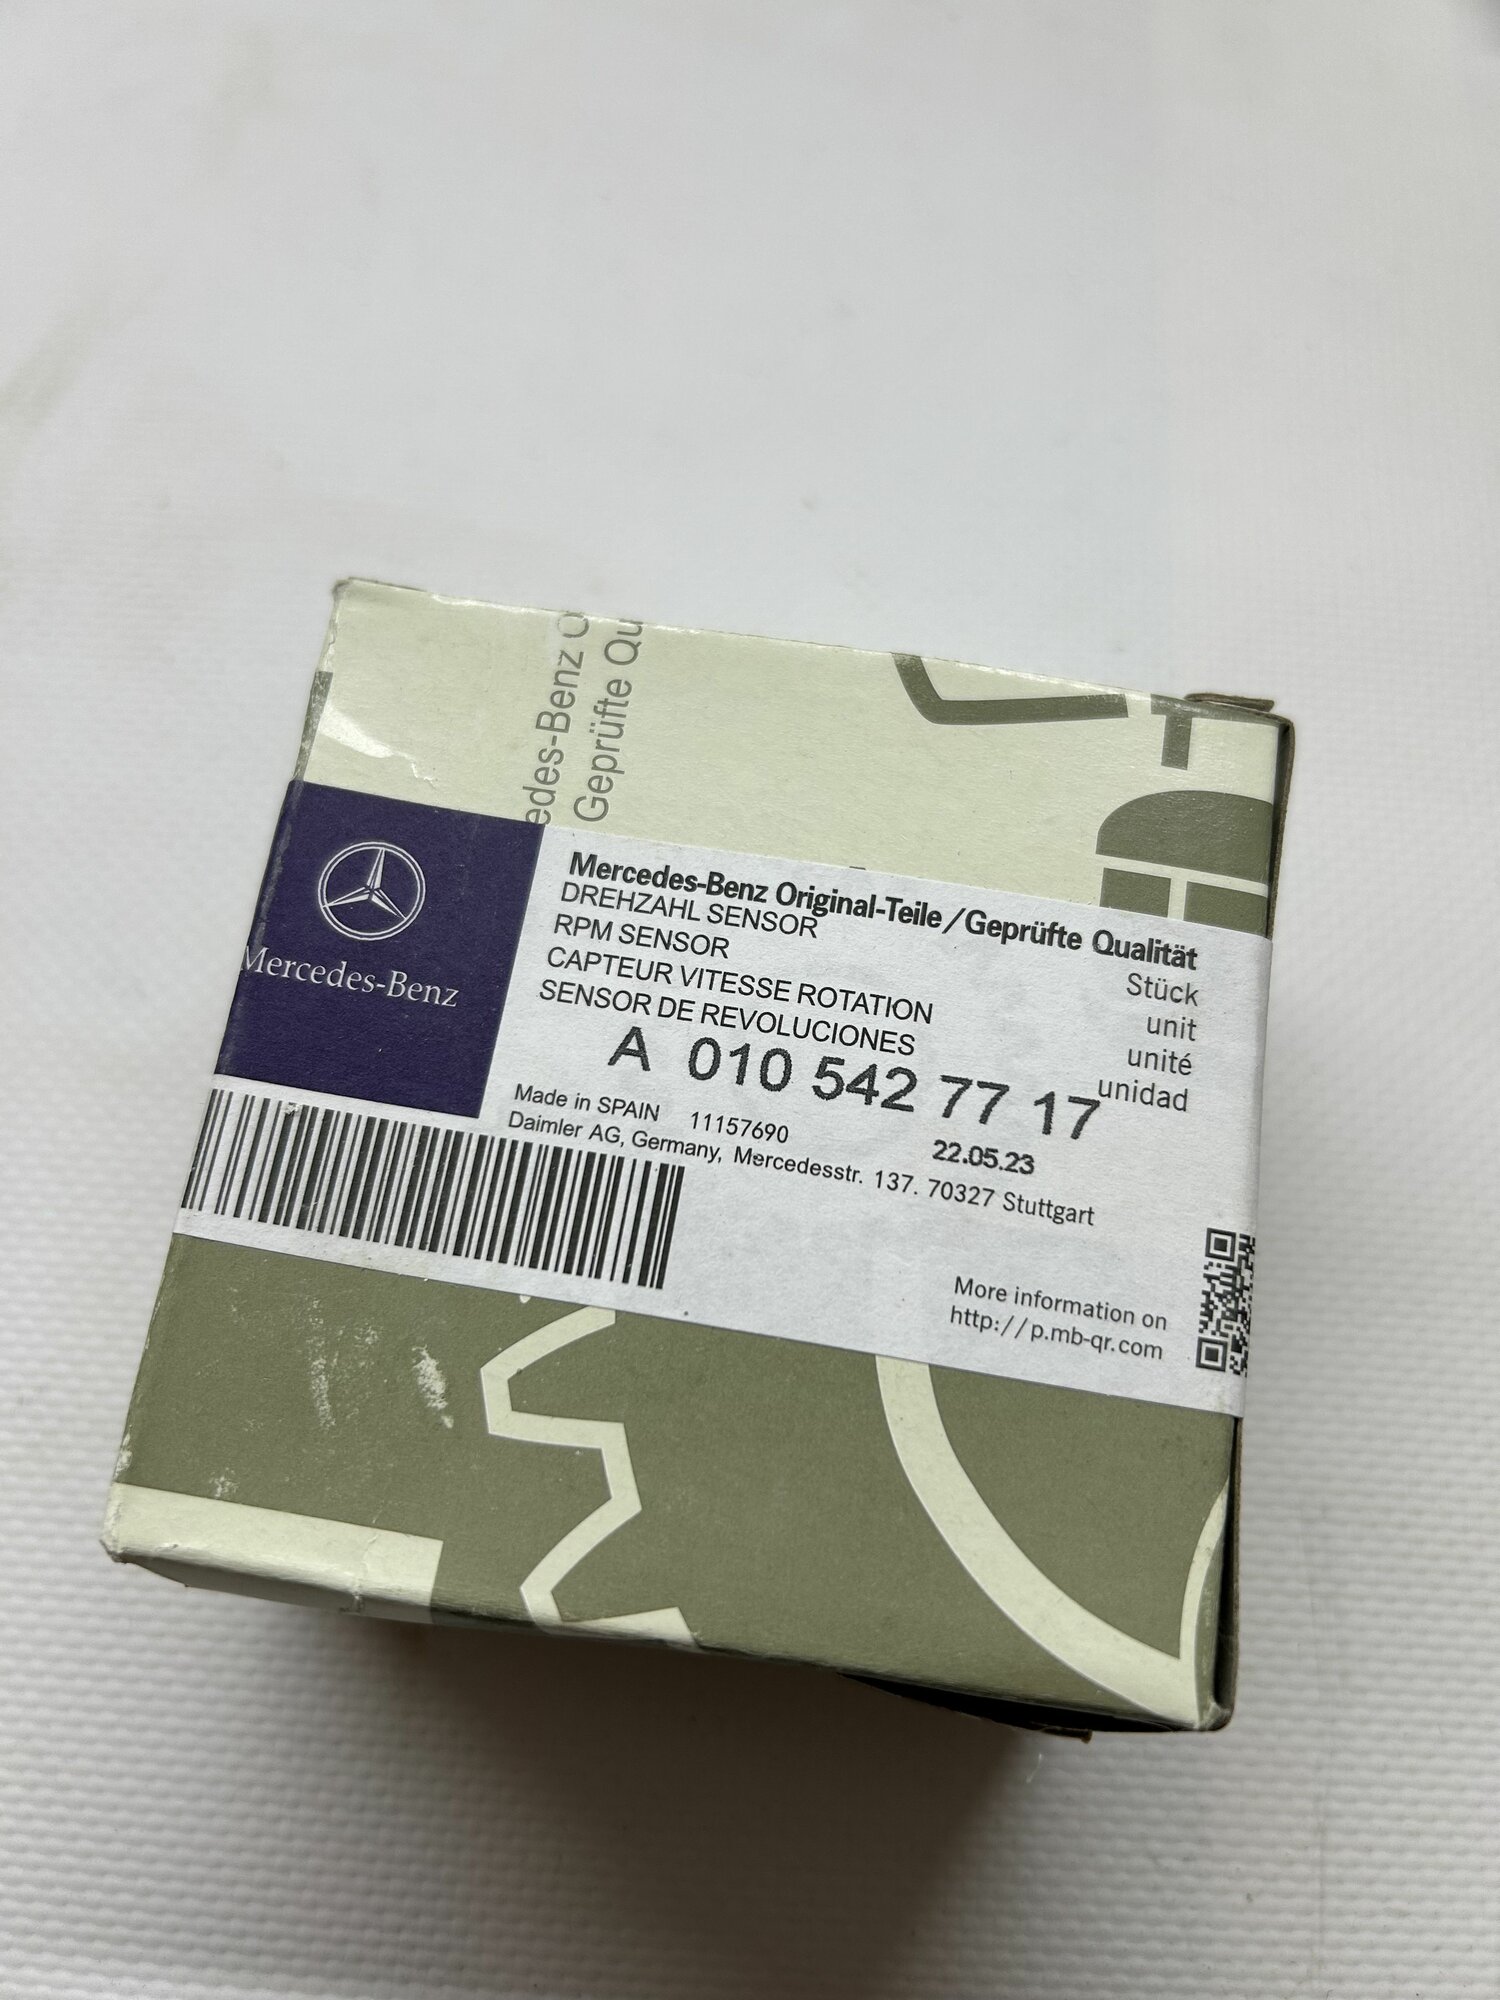 edes-Benz O
Geprüfte Qu
Mercedes-Benz
Mercedes-Benz Original-Teile/Geprüfte Qualität
DREHZAHL SENSOR
RPM SENSOR
CAPTEUR VITESSE ROTATION
SENSOR DE REVOLUCIONES
Stück
unit
unité
unidad
A 010 542 77 17
Made in SPAIN 11157690
22.05.23
Daimler AG, Germany, Mercedesstr. 137. 70327 Stuttgart
More information on
http://p.mb-qr.com